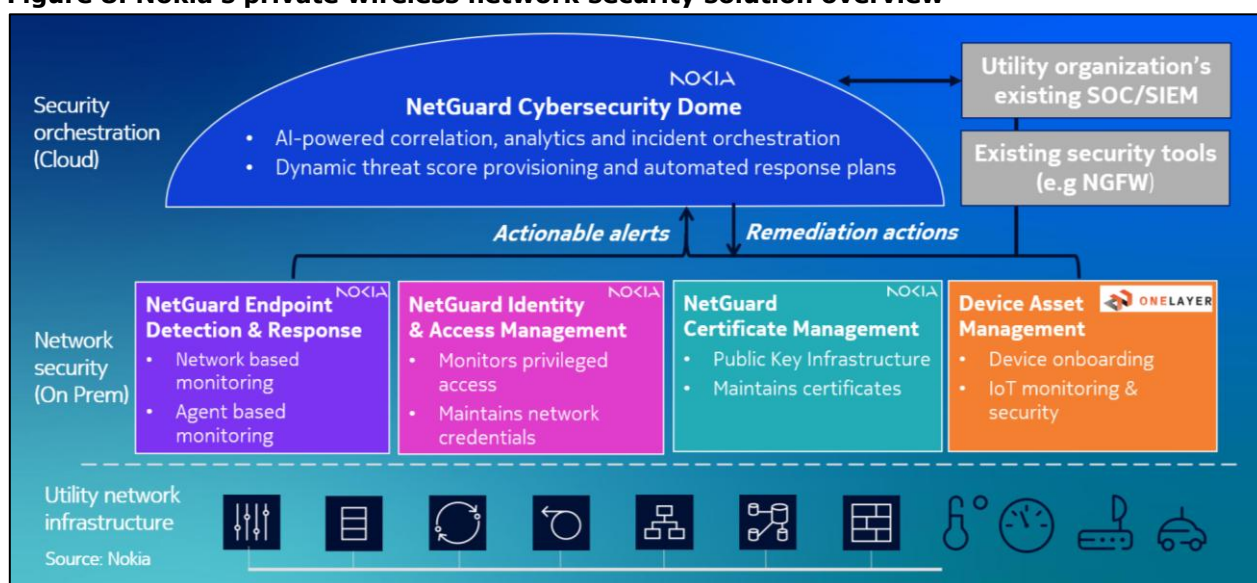 Figure 8: Nokia's private wireless network security solution overview
Security
orchestration
(Cloud)
NOKIA
NetGuard Cybersecurity Dome
• AI-powered correlation, analytics and incident orchestration
• Dynamic threat score provisioning and automated response plans
Utility organization's
existing SOC/SIEM
Existing security tools
(e.g NGFW)
Actionable alerts
Remediation actions
Network
security
(On Prem)
NOKIA
NetGuard Endpoint
Detection & Response
• Network based
monitoring
• Agent based
monitoring
NOKIA
NetGuard Identity
& Access Management
• Monitors privileged
access
• Maintains network
credentials
NOKIA
NetGuard
Certificate Management
• Public Key Infrastructure
• Maintains certificates
ONELAYER
Device Asset
Management
• Device onboarding
• IoT monitoring &
security
Utility network
infrastructure
Source: Nokia